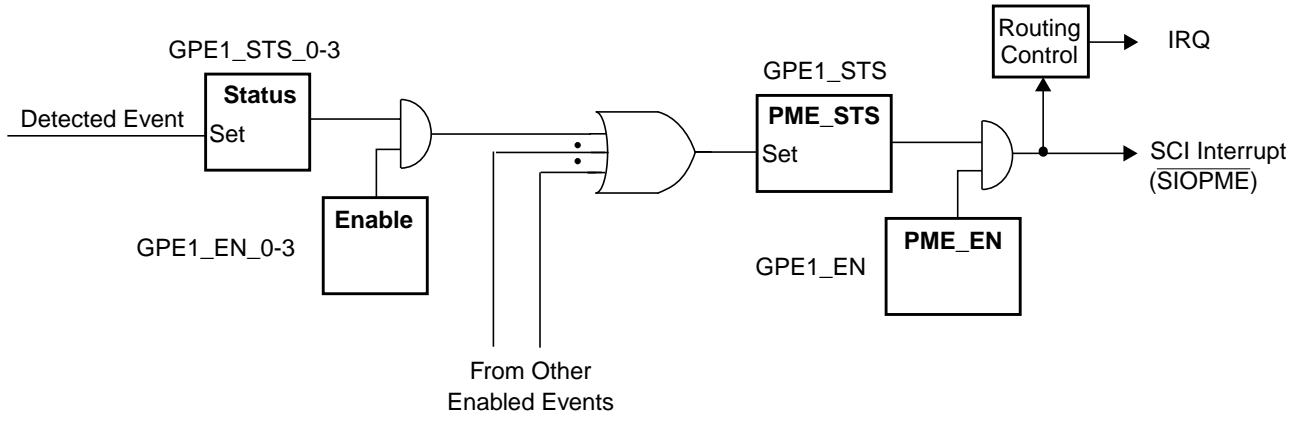 Routing
Control
IRQ
GPE1_STS_0-3
GPE1_STS
Status
Set
Detected Event
PME_STS
Set
SCI Interrupt
(SIOPME)
Enable
GPE1_EN_0-3
PME_EN
GPE1_EN
From Other
Enabled Events